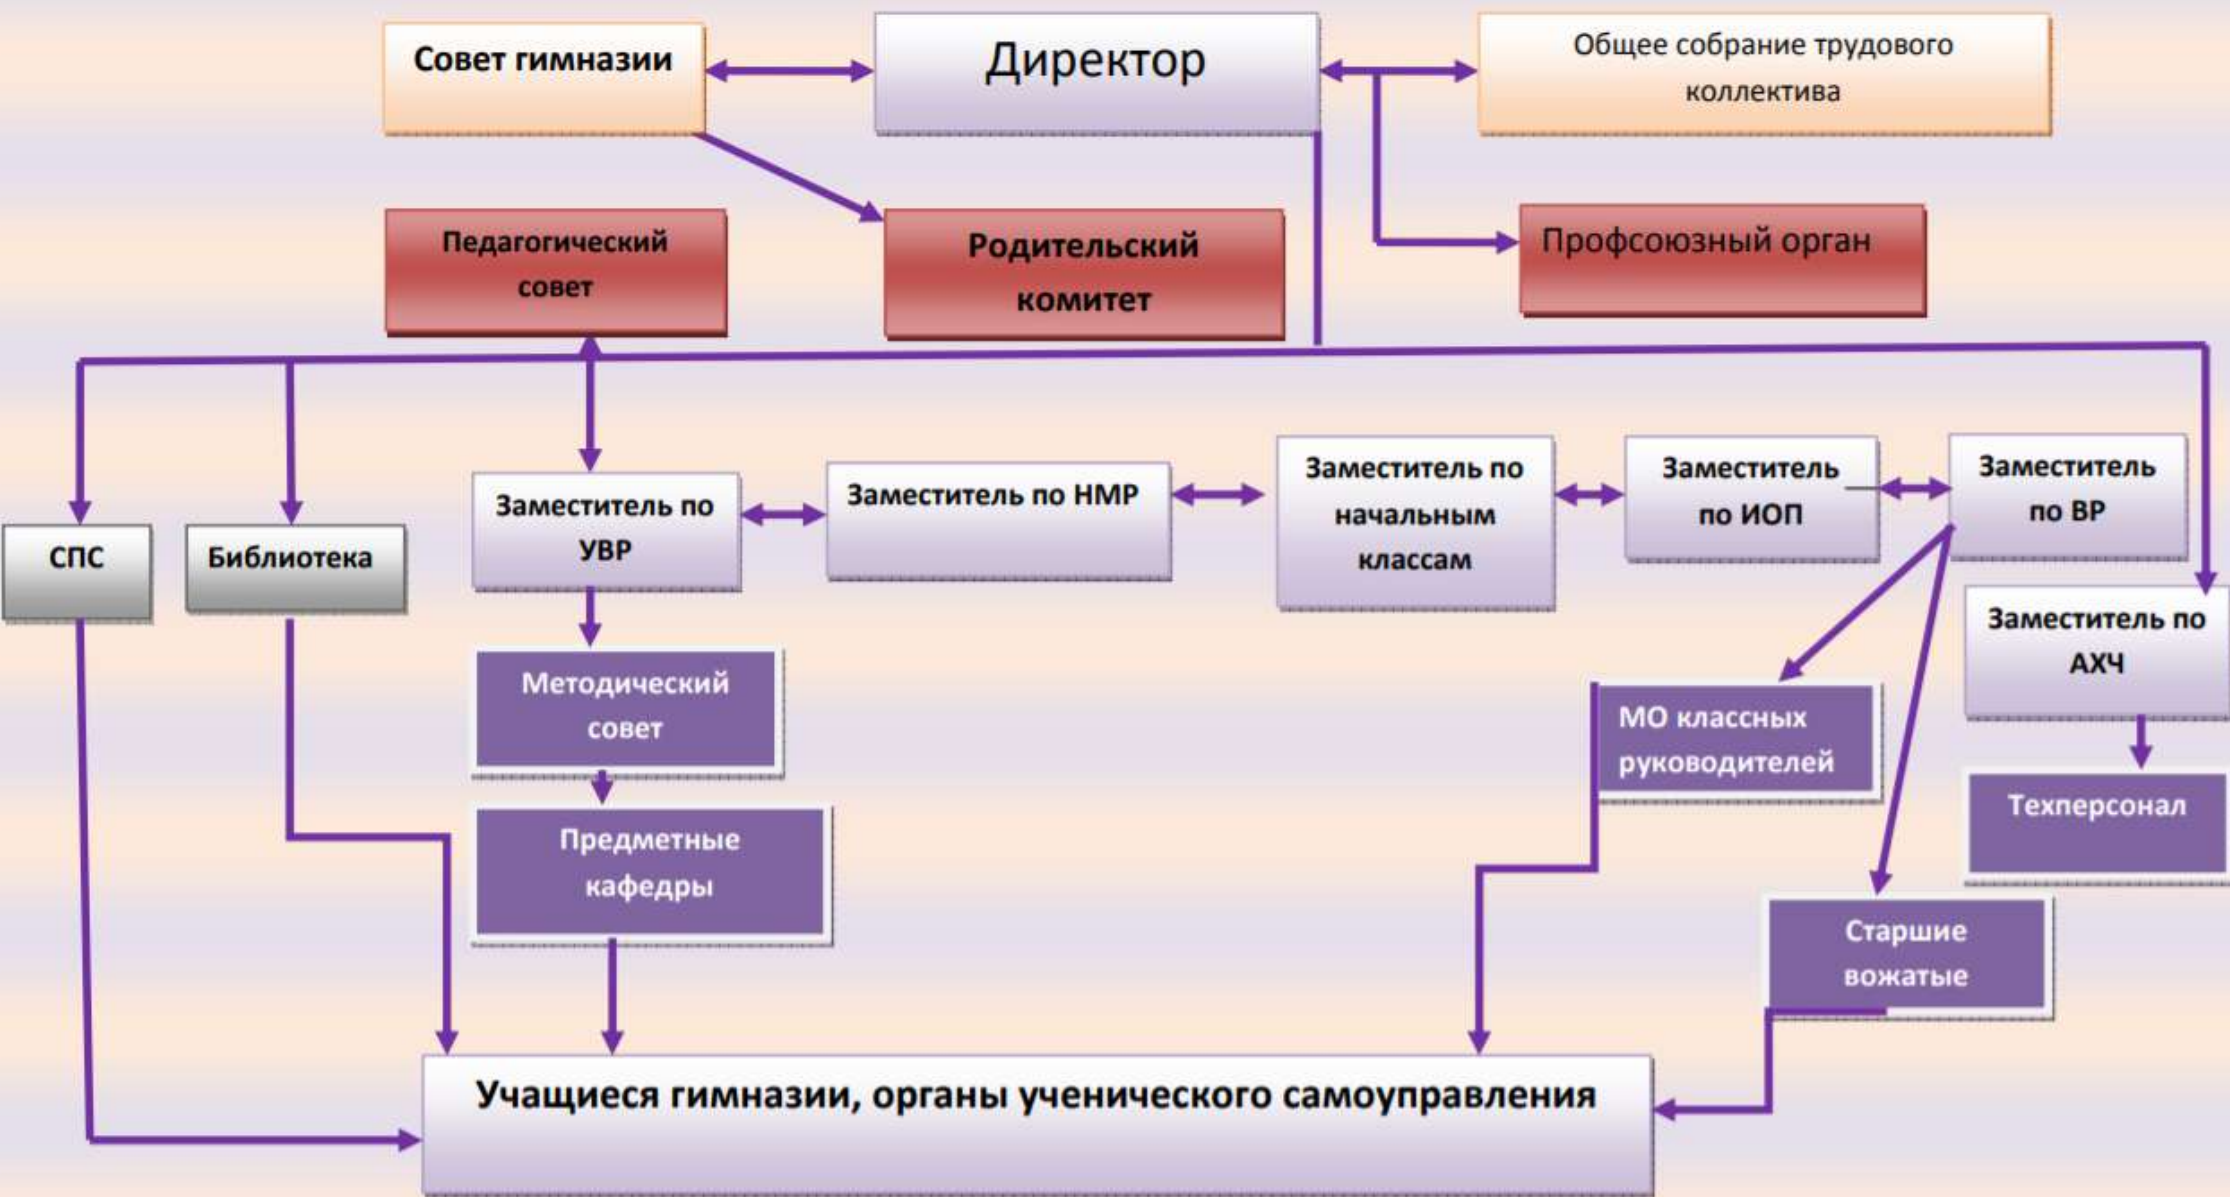 Совет гимназии
Директор
Общее собрание трудового
коллектива
Педагогический
совет
Родительский
комитет
Профсоюзный орган
СПС
Библиотека
Заместитель по
УВР
Заместитель по НМР
Заместитель по
начальным
классам
Заместитель
по ИОП
Заместитель
по ВР
Заместитель по
АХЧ
Методический
совет
МО классных
руководителей
Техперсонал
Предметные
кафедры
Старшие
вожатые
Учащиеся гимназии, органы ученического самоуправления